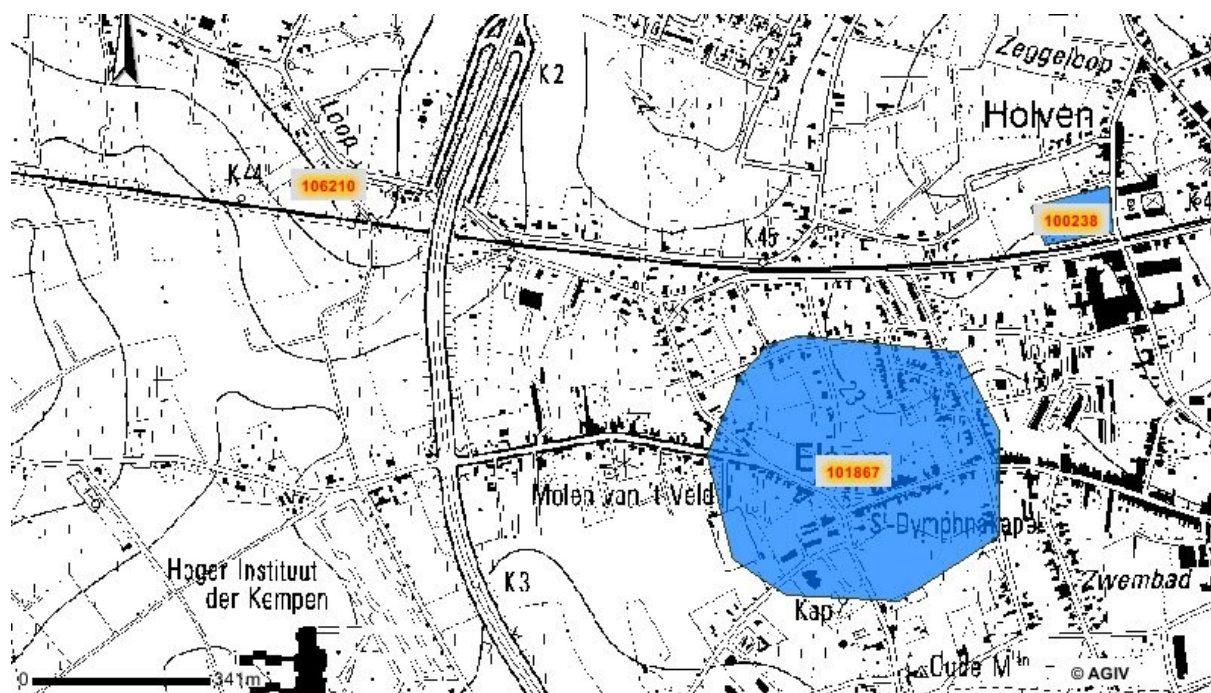 Zeggeloop
K2
Holven
Loop
K44
106210
100238
K45
101867
Molen van 't Veld
St-Dymphnakapel
Hoger Instituut
der Kempen
K3
Zwembad
Kap
Oude Mᵉⁿ
0
341m
© AGIV